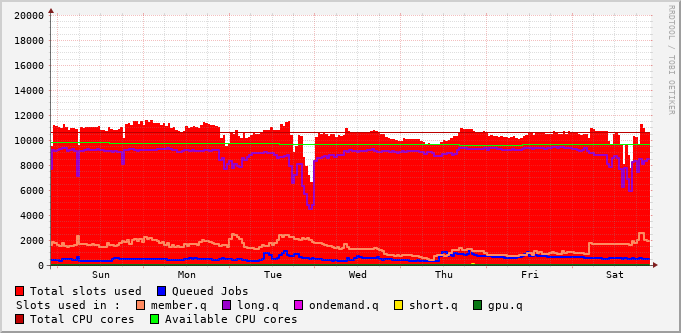 RRDTOOL / TOBI OETIKER
20000
18000
16000
14000
12000
10000
8000
6000
4000
2000
0
Sun Mon Tue Wed Thu Fri Sat
Total slots used Queued Jobs
Slots used in : member.q long.q ondemand.q short.q gpu.q
Total CPU cores Available CPU cores